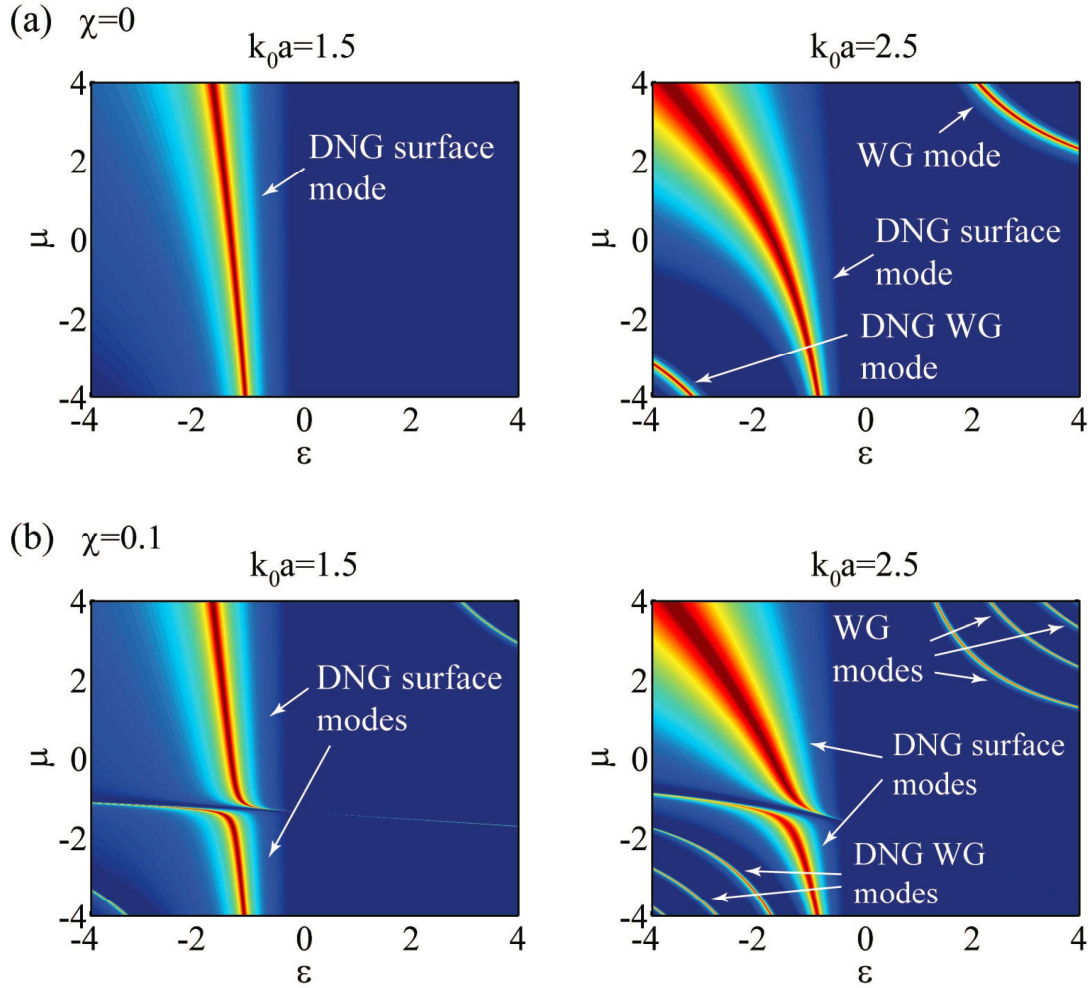 (a) χ=0
k₀a=1.5
k₀a=2.5
4
2
0
-2
-4
μ
DNG surface
mode
-4
-2
0
2
4
ε
4
2
0
-2
-4
μ
WG mode
DNG surface
mode
DNG WG
mode
-4
-2
0
2
4
ε
(b) χ=0.1
k₀a=1.5
k₀a=2.5
4
2
0
-2
-4
μ
DNG surface
modes
-4
-2
0
2
4
ε
4
2
0
-2
-4
μ
WG
modes
DNG surface
modes
DNG WG
modes
-4
-2
0
2
4
ε